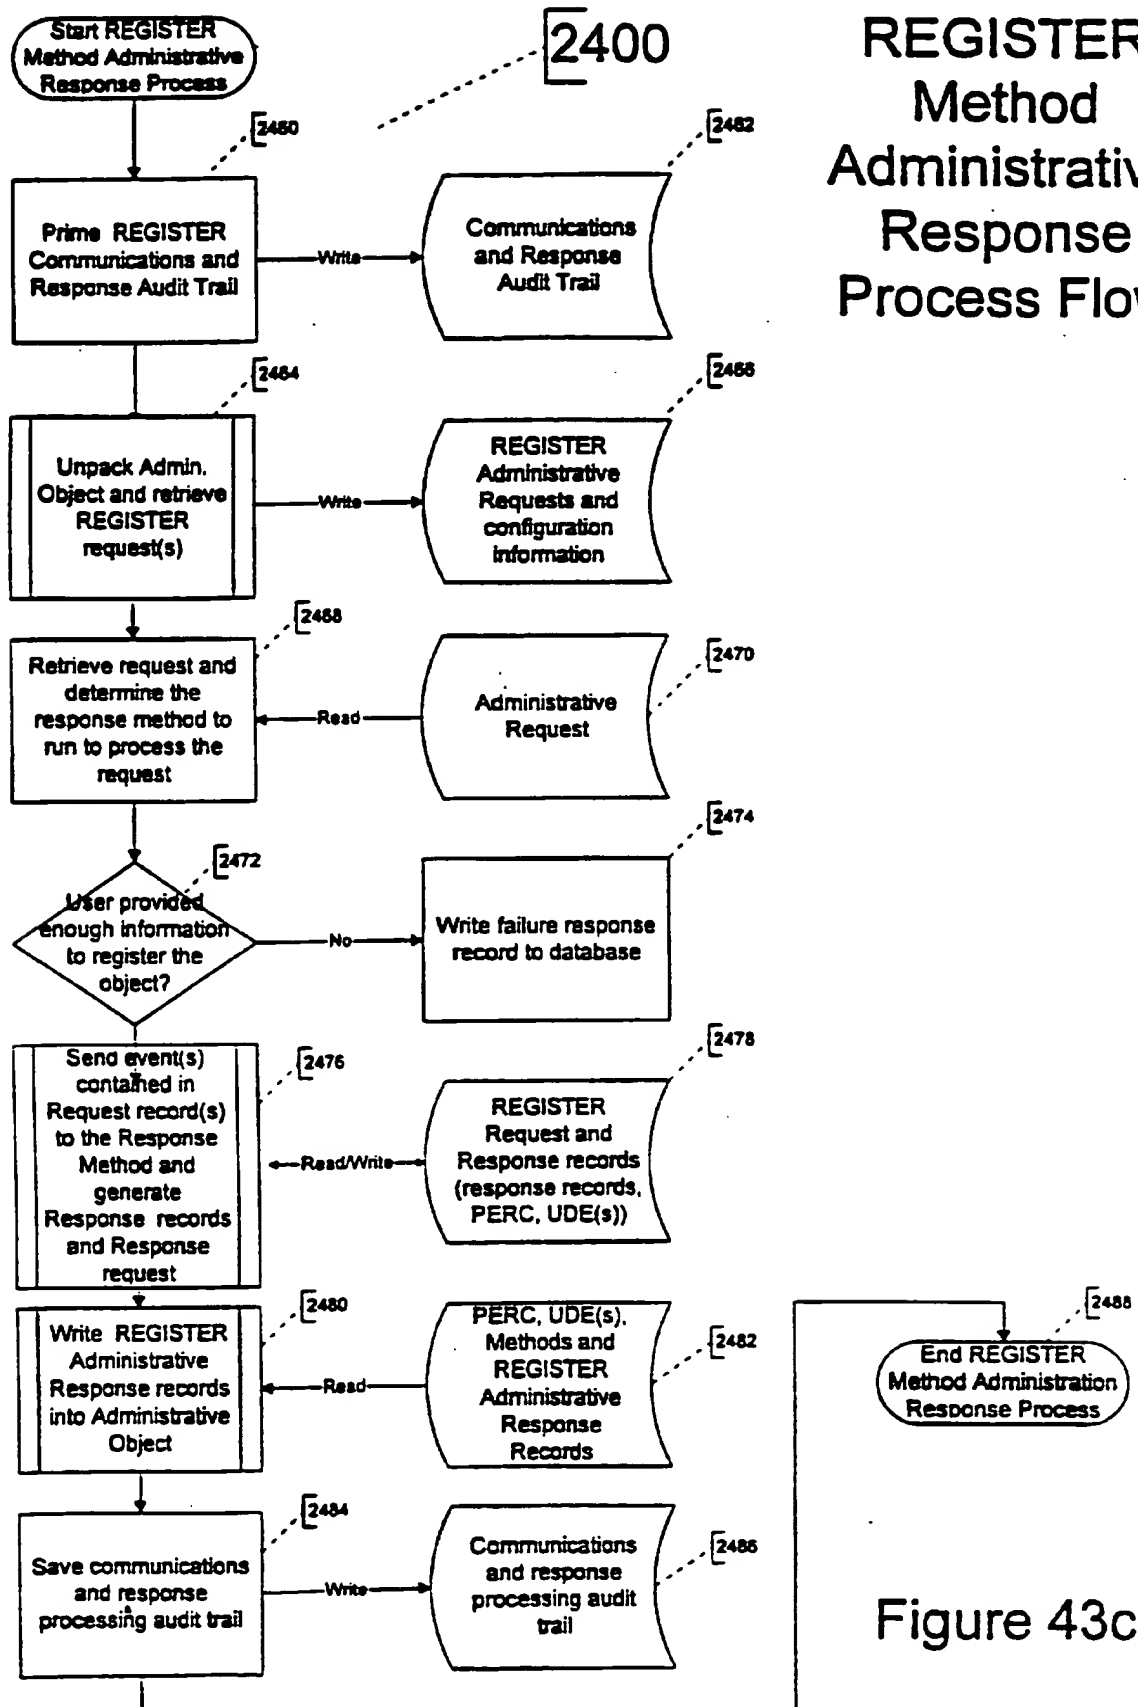 Start REGISTER
Method Administrative
Response Process
2400
REGISTER
Method
Administrativ
Response
Process Flow
2460
Prime REGISTER
Communications and
Response Audit Trail
Write
2462
Communications
and Response
Audit Trail
2464
Unpack Admin.
Object and retrieve
REGISTER
request(s)
Write
2466
REGISTER
Administrative
Requests and
configuration
information
2468
Retrieve request and
determine the
response method to
run to process the
request
Read
2470
Administrative
Request
2472
User provided
enough information
to register the
object?
No
2474
Write failure response
record to database
2476
Send event(s)
contained in
Request record(s)
to the Response
Method and
generate
Response records
and Response
request
Read/Write
2478
REGISTER
Request and
Response records
(response records,
PERC, UDE(s))
2480
Write REGISTER
Administrative
Response records
into Administrative
Object
Read
2482
PERC, UDE(s),
Methods and
REGISTER
Administrative
Response
Records
2484
Save communications
and response
processing audit trail
Write
2486
Communications
and response
processing audit
trail
2488
End REGISTER
Method Administration
Response Process
Figure 43c